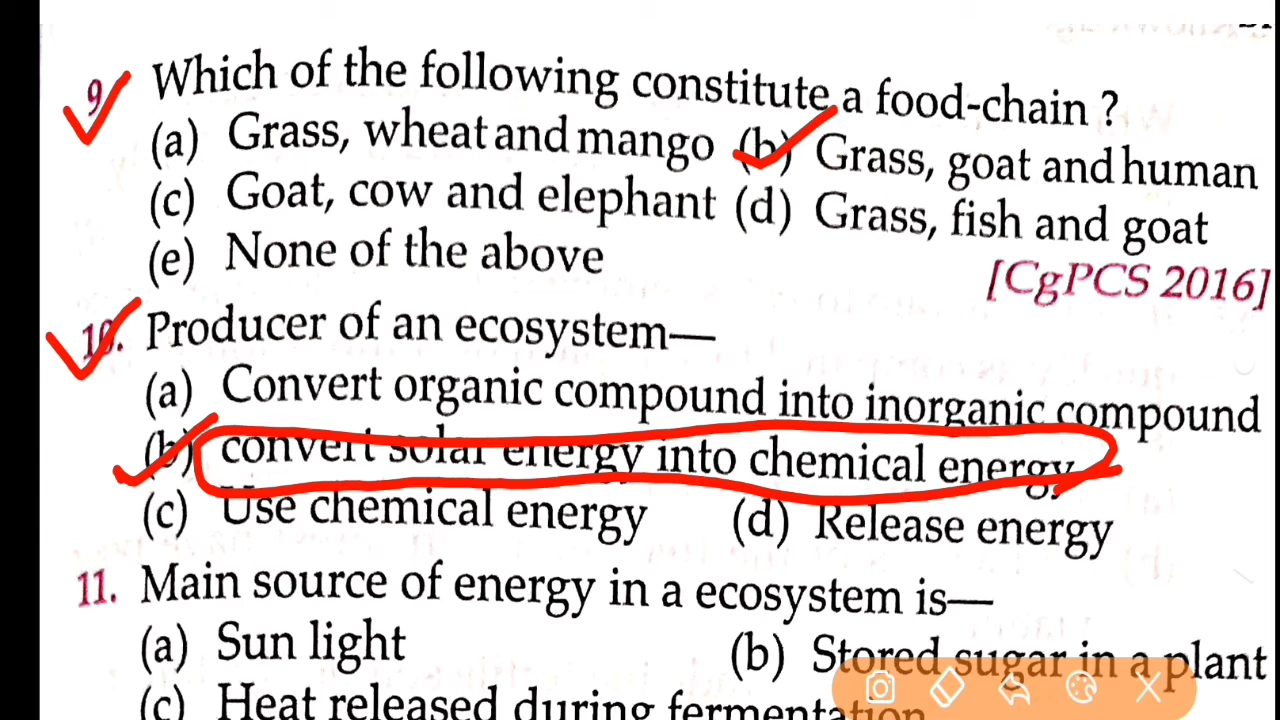 9. Which of the following constitute a food-chain ?
(a) Grass, wheat and mango (b) Grass, goat and human
(c) Goat, cow and elephant (d) Grass, fish and goat
(e) None of the above
[CgPCS 2016]
10. Producer of an ecosystem—
(a) Convert organic compound into inorganic compound
(b) convert solar energy into chemical energy
(c) Use chemical energy (d) Release energy
11. Main source of energy in a ecosystem is—
(a) Sun light (b) Stored sugar in a plant
(c) Heat released during fermentation